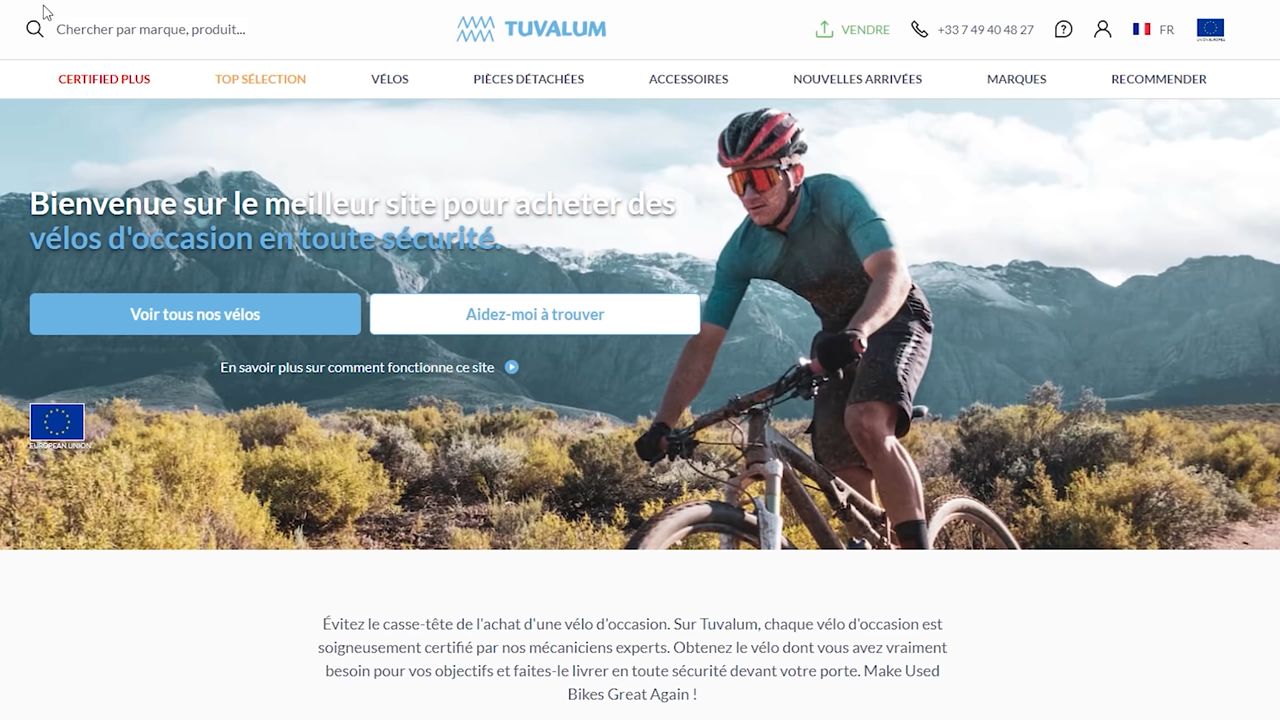 Chercher par marque, produit...
TUVALUM
VENDRE
+33 7 49 40 48 27
FR
CERTIFIED PLUS
TOP SÉLECTION
VÉLOS
PIÈCES DÉTACHÉES
ACCESSOIRES
NOUVELLES ARRIVÉES
MARQUES
RECOMMENDER
Bienvenue sur le meilleur site pour acheter des
vélos d'occasion en toute sécurité.
Voir tous nos vélos
Aidez-moi à trouver
En savoir plus sur comment fonctionne ce site
EUROPEAN UNION
Évitez le casse-tête de l'achat d'une vélo d'occasion. Sur Tuvalum, chaque vélo d'occasion est
soigneusement certifié par nos mécaniciens experts. Obtenez le vélo dont vous avez vraiment
besoin pour vos objectifs et faites-le livrer en toute sécurité devant votre porte. Make Used
Bikes Great Again !